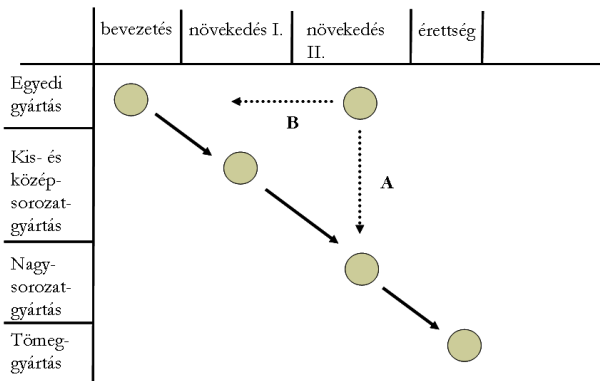 bevezetés
növekedés I.
növekedés
II.
érettség
Egyedi
gyártás
B
Kis- és
közép-
sorozat-
gyártás
A
Nagy-
sorozat-
gyártás
Tömeg-
gyártás